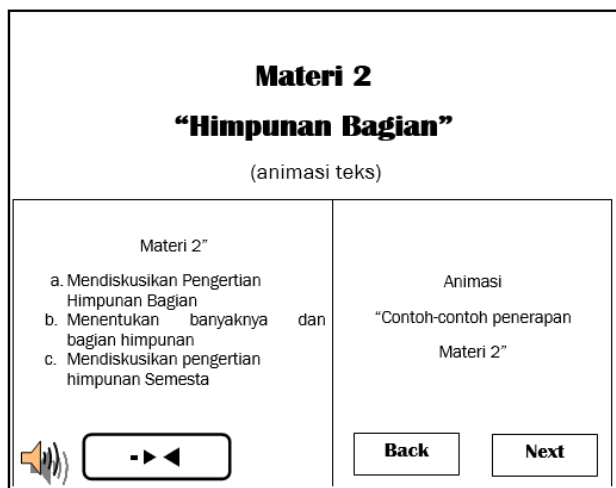 Materi 2
“Himpunan Bagian”
(animasi teks)
Materi 2”
a. Mendiskusikan Pengertian
Himpunan Bagian
b. Menentukan banyaknya dan
bagian himpunan
c. Mendiskusikan pengertian
himpunan Semesta
Animasi
“Contoh-contoh penerapan
Materi 2”
Back
Next